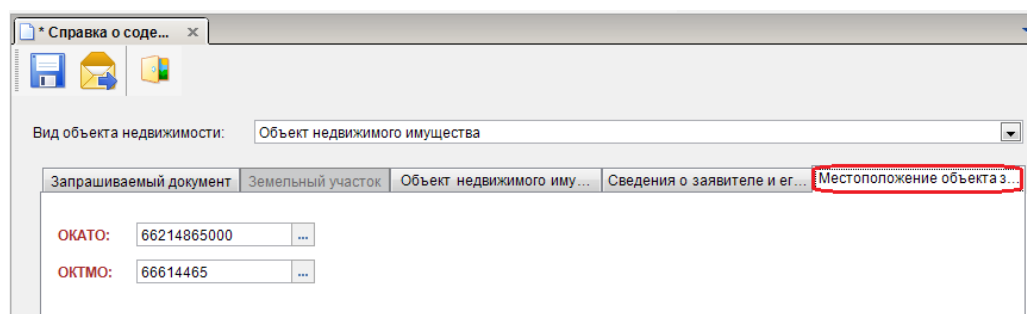 * Справка о соде... ×
Вид объекта недвижимости: Объект недвижимого имущества
Запрашиваемый документ Земельный участок Объект недвижимого иму... Сведения о заявителе и ег... Местоположение объекта з...
ОКАТО: 66214865000 ...
ОКТМО: 66614465 ...